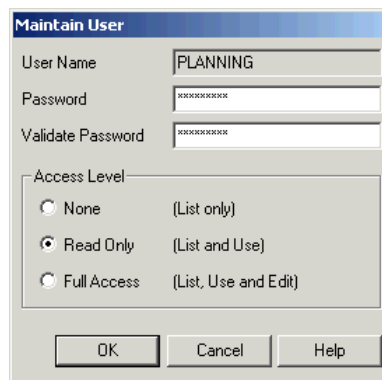 Maintain User
User Name PLANNING
Password *********
Validate Password *********
Access Level
None (List only)
Read Only (List and Use)
Full Access (List, Use and Edit)
OK Cancel Help